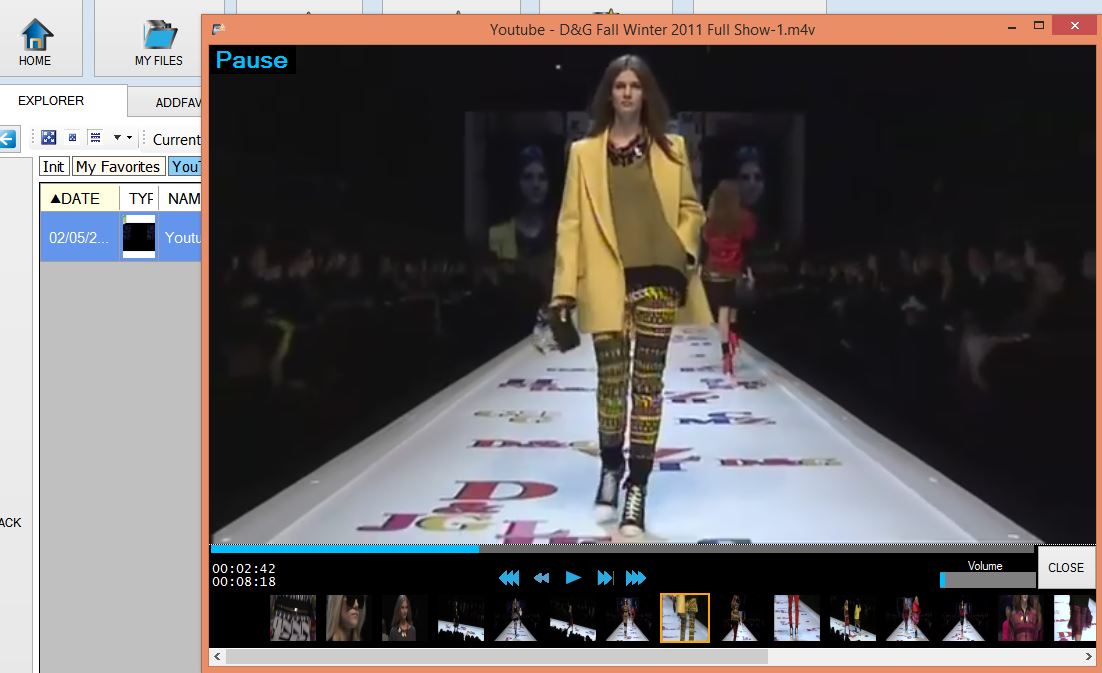 Youtube - D&G Fall Winter 2011 Full Show-1.m4v
HOME
MY FILES
Pause
EXPLORER
ADDFAV
Current
Init
My Favorites
YouT
▲DATE
TYF
NAM
02/05/2...
Youtu
ACK
D&G
D&G
D
&
00:02:42
00:08:18
Volume
CLOSE